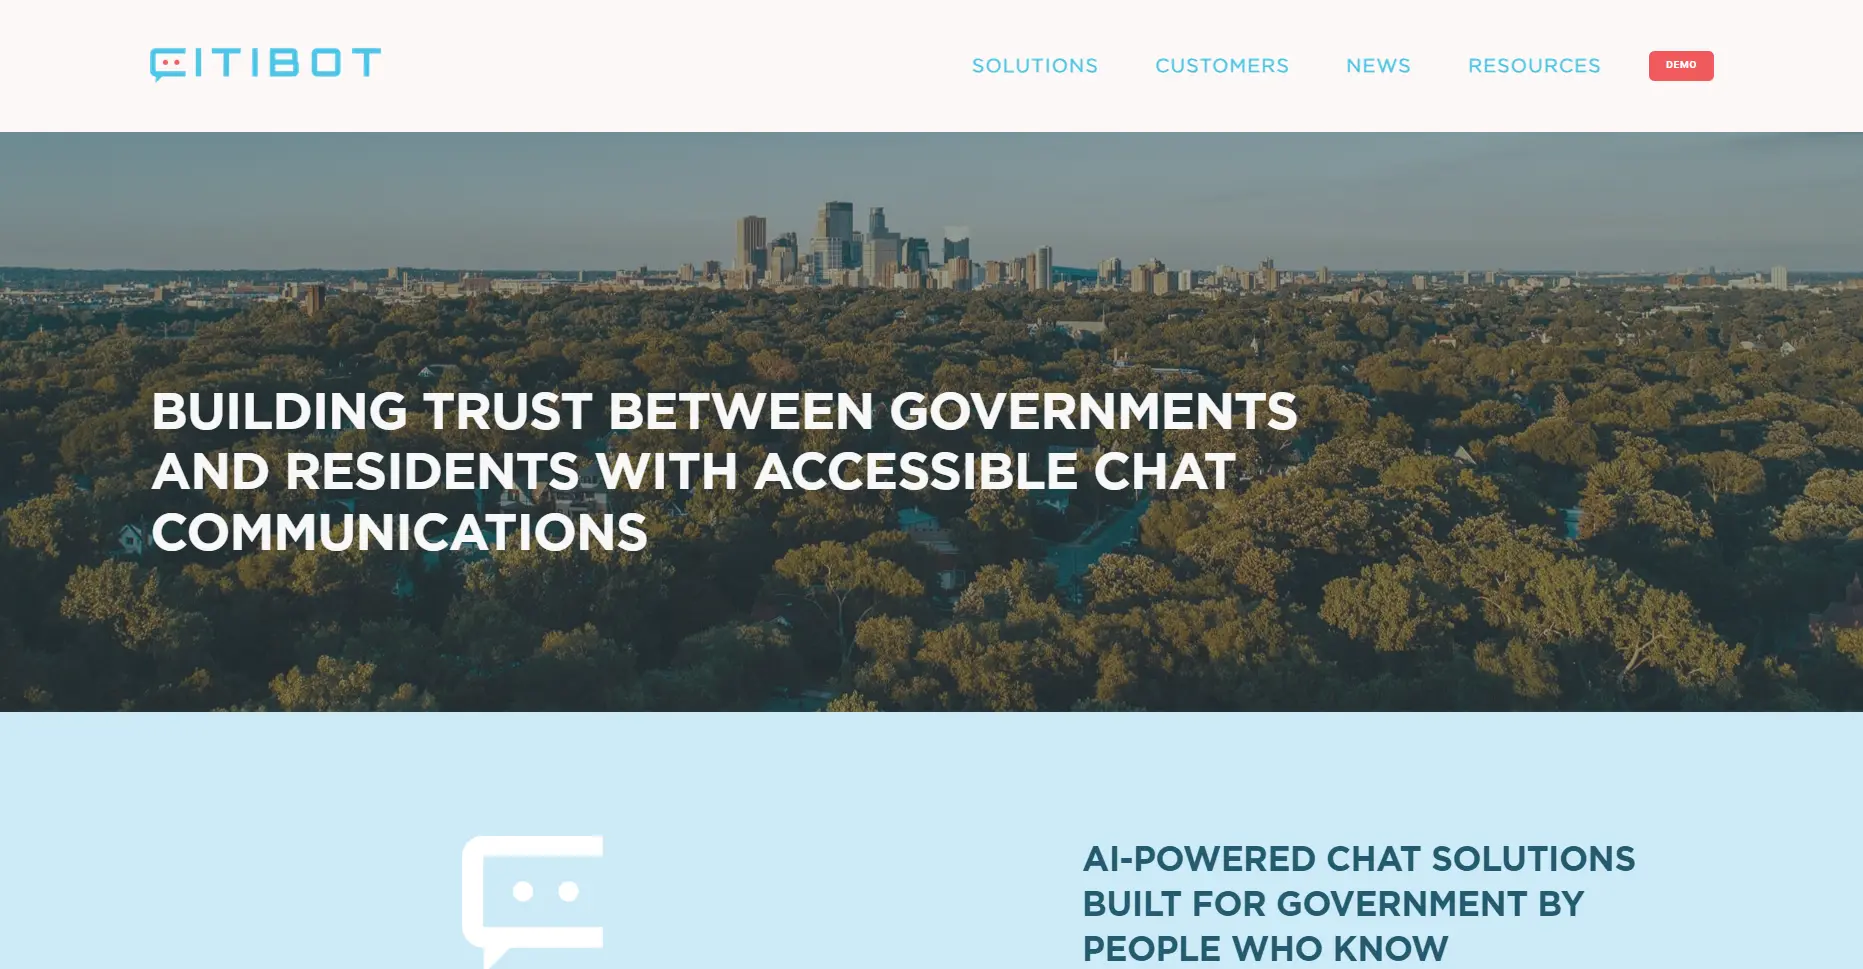 CITIBOT
SOLUTIONS
CUSTOMERS
NEWS
RESOURCES
DEMO
BUILDING TRUST BETWEEN GOVERNMENTS
AND RESIDENTS WITH ACCESSIBLE CHAT
COMMUNICATIONS
AI-POWERED CHAT SOLUTIONS
BUILT FOR GOVERNMENT BY
PEOPLE WHO KNOW